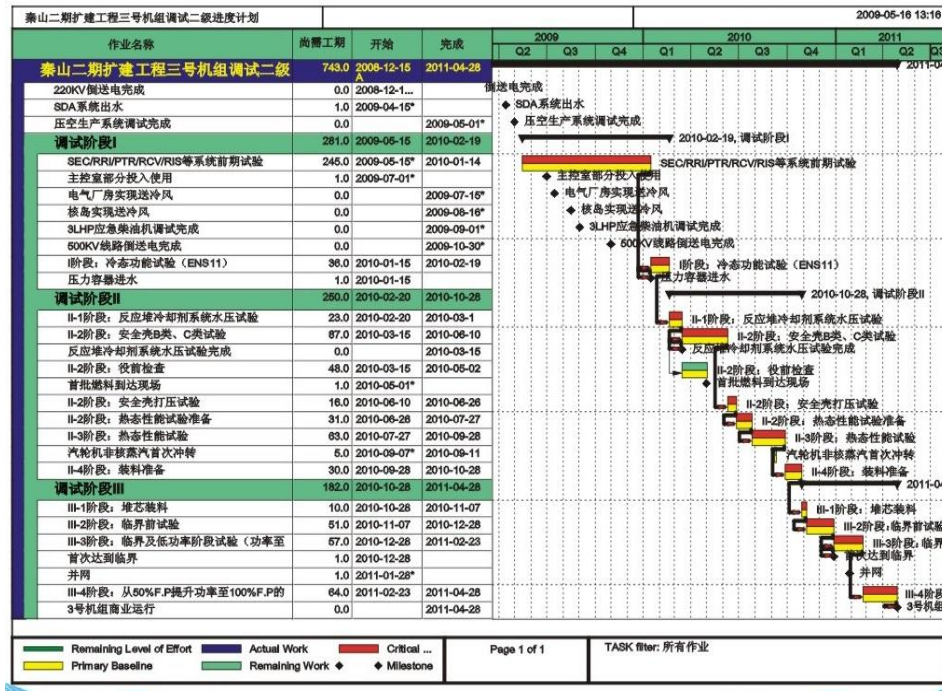 秦山二期扩建工程三号机组调试二级进度计划 2009-05-16 13:16
作业名称 尚需工期 开始 完成 2009 2010 2011
Q2 Q3 Q4 Q1 Q2 Q3 Q4 Q1 Q2 Q3
秦山二期扩建工程三号机组调试二级 743.0 2008-12-15 A 2011-04-28 2011-04
220KV倒送电完成 0.0 2008-12-1... 倒送电完成
SDA系统出水 1.0 2009-04-15* SDA系统出水
压空生产系统调试完成 0.0 2009-05-01* 压空生产系统调试完成
调试阶段I 281.0 2009-05-15 2010-02-19 2010-02-19, 调试阶段I
SEC/RRI/PTR/RCV/RIS等系统前期试验 245.0 2009-05-15* 2010-01-14 SEC/RRI/PTR/RCV/RIS等系统前期试验
主控室部分投入使用 1.0 2009-07-01* 主控室部分投入使用
电气厂房实现送冷风 0.0 2009-07-15* 电气厂房实现送冷风
核岛实现送冷风 0.0 2009-08-16* 核岛实现送冷风
3LHP应急柴油机调试完成 0.0 2009-09-01* 3LHP应急柴油机调试完成
500KV线路倒送电完成 0.0 2009-10-30* 500KV线路倒送电完成
I阶段：冷态功能试验（ENS11） 36.0 2010-01-15 2010-02-19 I阶段：冷态功能试验（ENS11）
压力容器进水 1.0 2010-01-15 压力容器进水
调试阶段II 250.0 2010-02-20 2010-10-28 2010-10-28, 调试阶段II
II-1阶段：反应堆冷却剂系统水压试验 23.0 2010-02-20 2010-03-1 II-1阶段：反应堆冷却剂系统水压试验
II-2阶段：安全壳B类、C类试验 87.0 2010-03-15 2010-06-10 II-2阶段：安全壳B类、C类试验
反应堆冷却剂系统水压试验完成 0.0 2010-03-15 反应堆冷却剂系统水压试验完成
II-2阶段：役前检查 48.0 2010-03-15 2010-05-02 II-2阶段：役前检查
首批燃料到达现场 1.0 2010-05-01* 首批燃料到达现场
II-2阶段：安全壳打压试验 16.0 2010-06-10 2010-06-26 II-2阶段：安全壳打压试验
II-2阶段：热态性能试验准备 31.0 2010-06-26 2010-07-27 II-2阶段：热态性能试验准备
II-3阶段：热态性能试验 63.0 2010-07-27 2010-09-28 II-3阶段：热态性能试验
汽轮机非核蒸汽首次冲转 5.0 2010-09-07* 2010-09-11 汽轮机非核蒸汽首次冲转
II-4阶段：装料准备 30.0 2010-09-28 2010-10-28 II-4阶段：装料准备
调试阶段III 182.0 2010-10-28 2011-04-28 2011-04
III-1阶段：堆芯装料 10.0 2010-10-28 2010-11-07 III-1阶段：堆芯装料
III-2阶段：临界前试验 51.0 2010-11-07 2010-12-28 III-2阶段：临界前试验
III-3阶段：临界及低功率阶段试验（功率至 57.0 2010-12-28 2011-02-23 III-3阶段：临界
首次达到临界 1.0 2010-12-28 首次达到临界
并网 1.0 2011-01-28* 并网
III-4阶段：从50%F.P提升功率至100%F.P的 64.0 2011-02-23 2011-04-28 III-4阶段
3号机组商业运行 0.0 2011-04-28 3号机组
Remaining Level of Effort Actual Work Critical ... Page 1 of 1 TASK filter: 所有作业
Primary Baseline Remaining Work Milestone